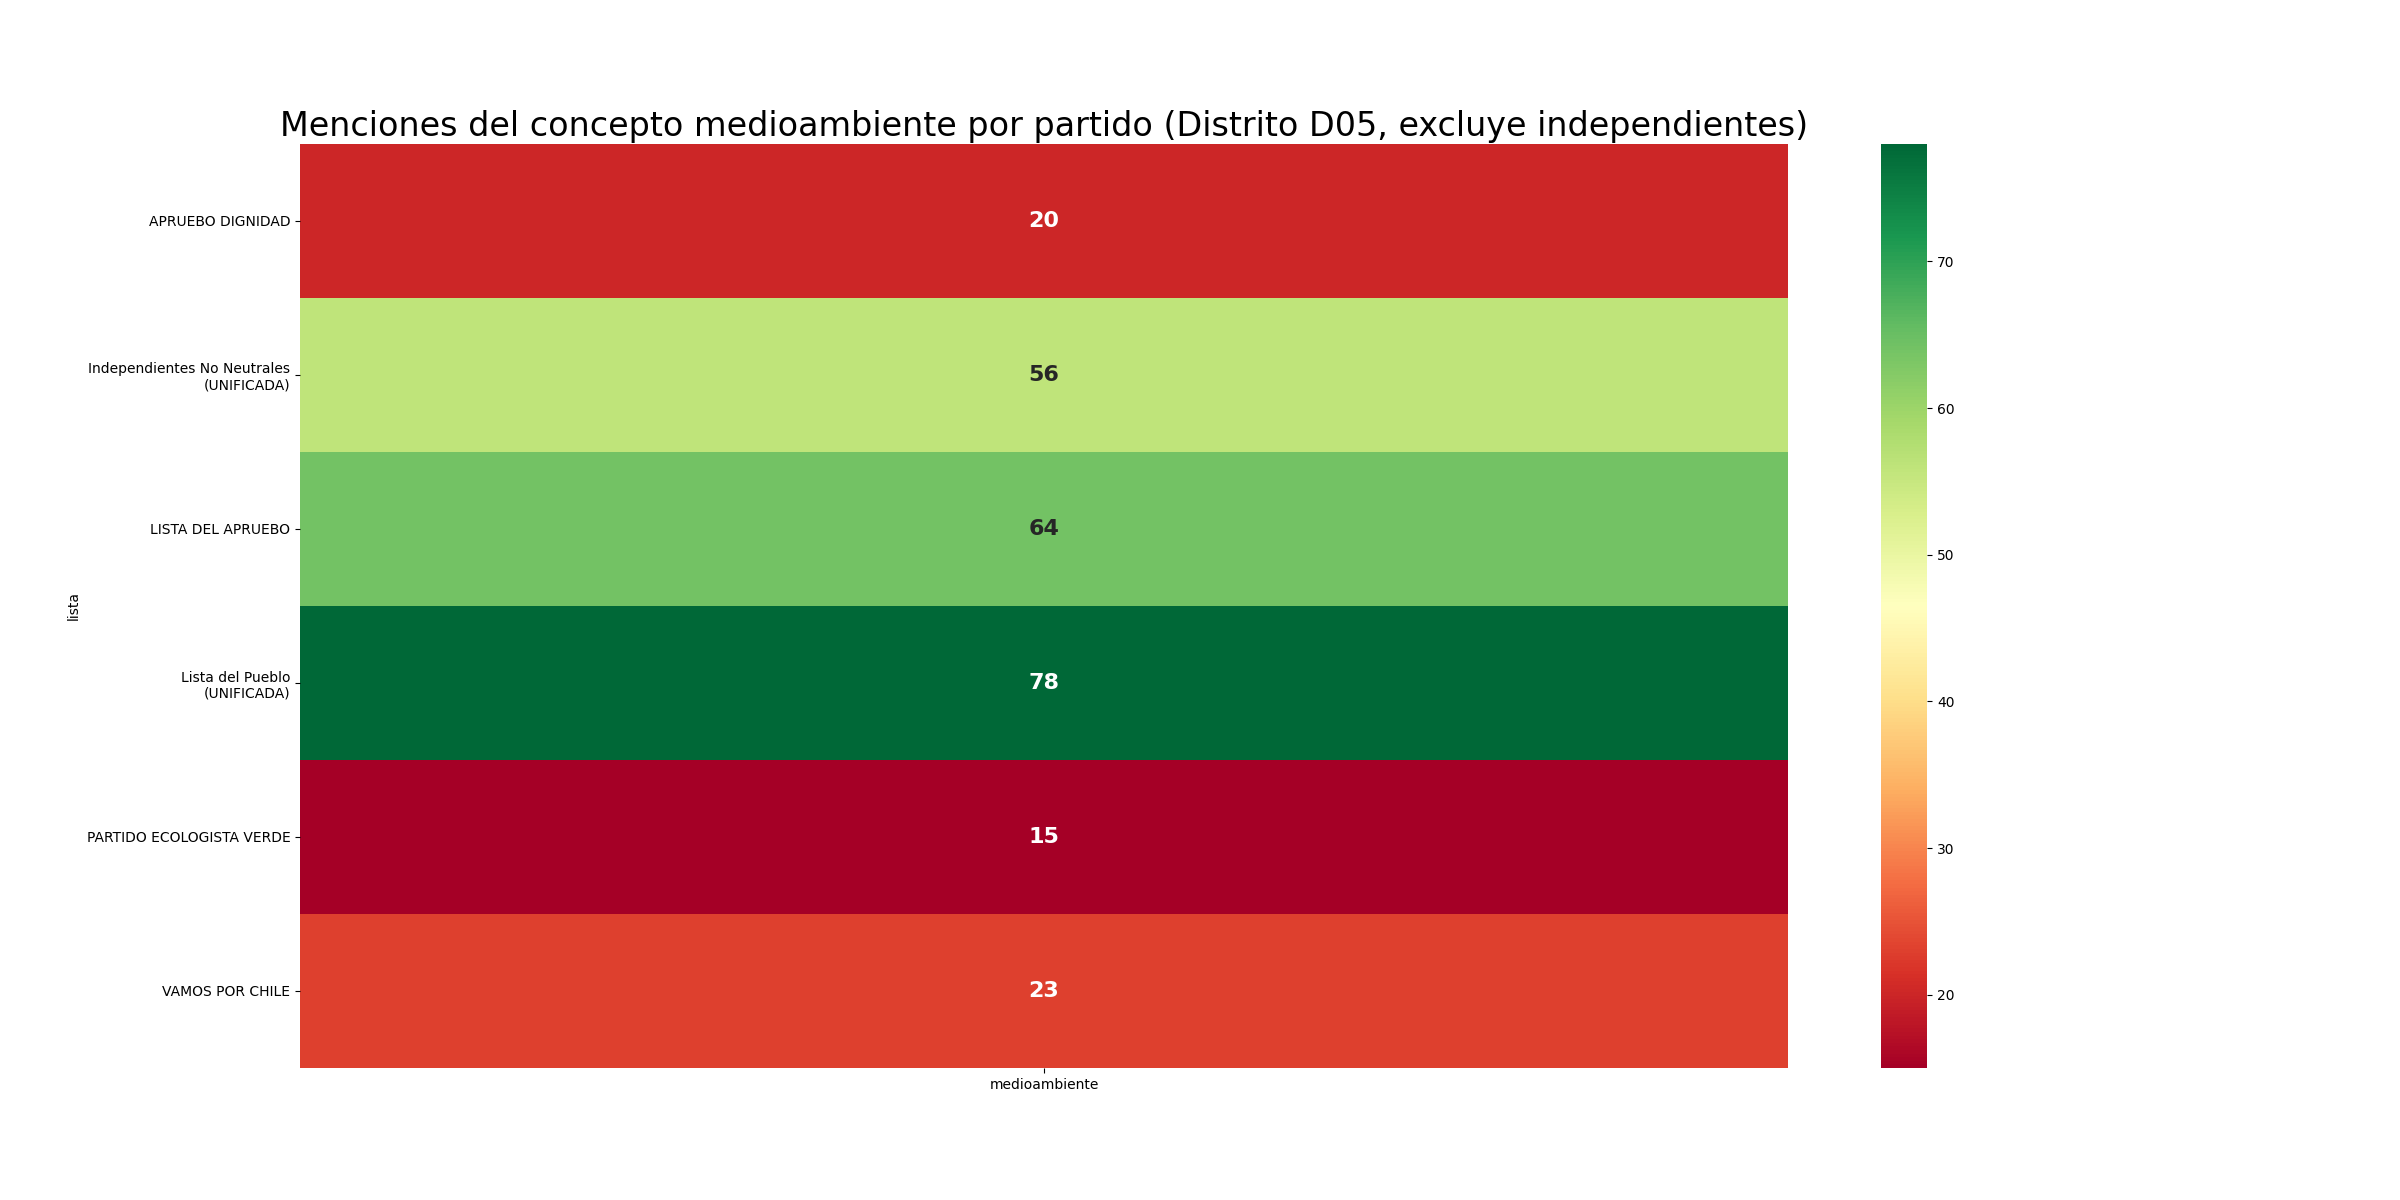 Menciones del concepto medioambiente por partido (Distrito D05, excluye independientes)
lista
APRUEBO DIGNIDAD
20
Independientes No Neutrales
(UNIFICADA)
56
LISTA DEL APRUEBO
64
Lista del Pueblo
(UNIFICADA)
78
PARTIDO ECOLOGISTA VERDE
15
VAMOS POR CHILE
23
medioambiente
70
60
50
40
30
20